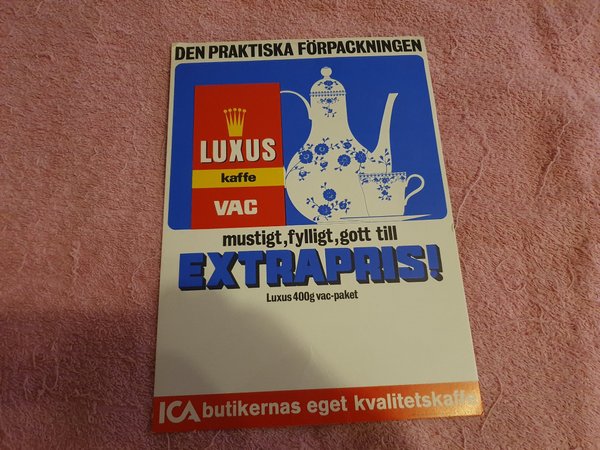 DEN PRAKTISKA FÖRPACKNINGEN
LUXUS
kaffe
VAC
mustigt, fylligt, gott till
EXTRAPRIS!
Luxus 400g vac-paket
ICA butikernas eget kvalitetskaffe